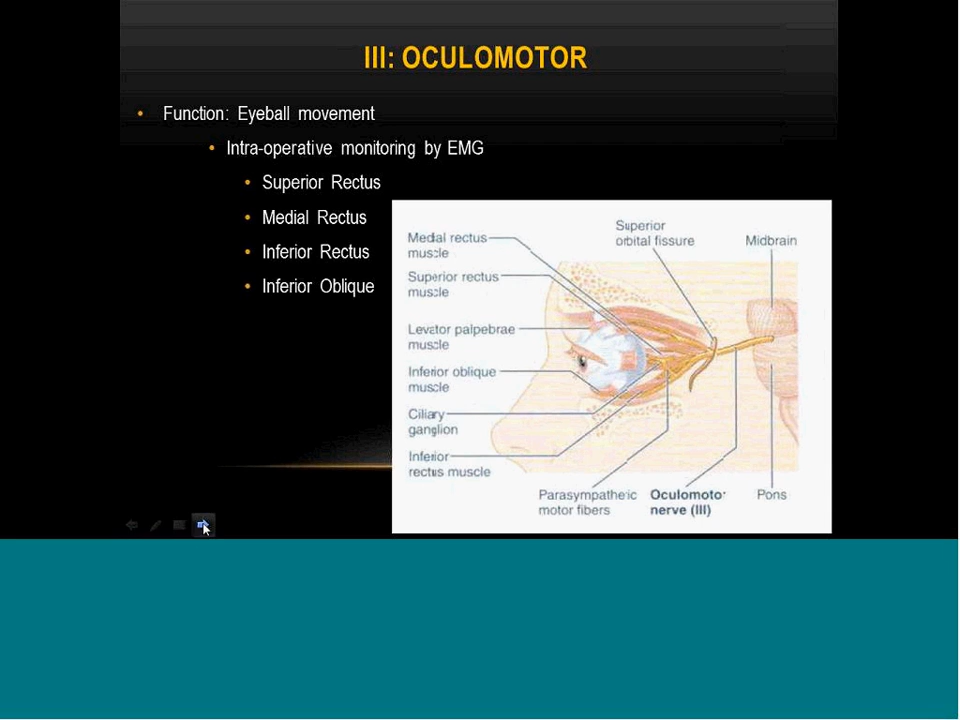 III: OCULOMOTOR
• Function: Eyeball movement
• Intra-operative monitoring by EMG
• Superior Rectus
• Medial Rectus
• Inferior Rectus
• Inferior Oblique
Medial rectus
muscle
Superior rectus
muscle
Levator palpebrae
muscle
Inferior oblique
muscle
Ciliary
ganglion
Inferior
rectus muscle
Superior
orbital fissure
Midbrain
Parasympathetic
motor fibers
Oculomotor
nerve (III)
Pons